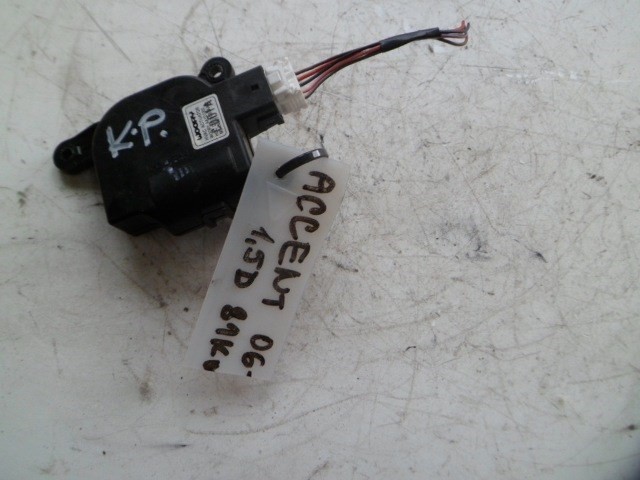 K.P.
ACCENT 06-
1,5D 81Kw